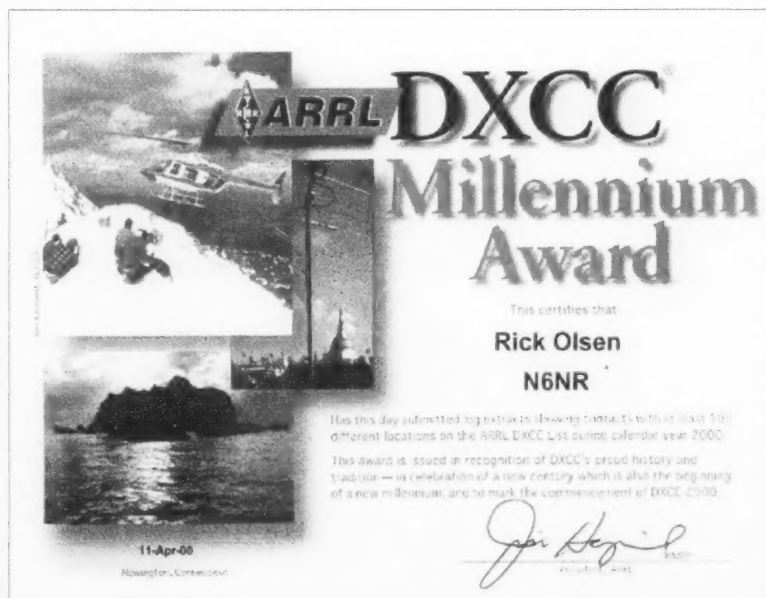 ARRL DXCC®
Millennium
Award
This certifies that
Rick Olsen
N6NR
Has this day submitted log extracts showing contacts with at least 100
different locations on the ARRL DXCC List during calendar year 2000.
This award is issued in recognition of DXCC's proud history and
tradition — in celebration of a new century which is also the beginning
of a new millennium, and to mark the commencement of DXCC 2000.
11-Apr-00
Newington, Connecticut